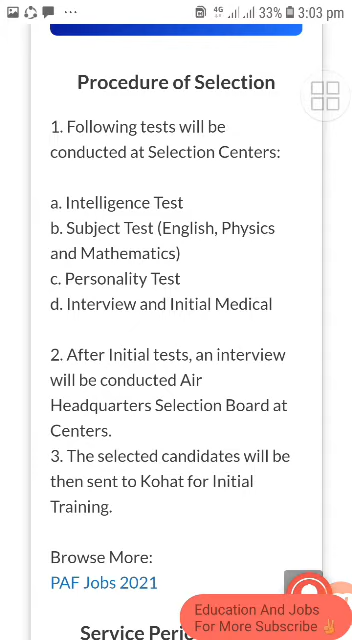 4G
33% 3:03 pm
Procedure of Selection
1. Following tests will be
conducted at Selection Centers:
a. Intelligence Test
b. Subject Test (English, Physics
and Mathematics)
c. Personality Test
d. Interview and Initial Medical
2. After Initial tests, an interview
will be conducted Air
Headquarters Selection Board at
Centers.
3. The selected candidates will be
then sent to Kohat for Initial
Training.
Browse More:
PAF Jobs 2021
Education And Jobs
For More Subscribe ✌
Service